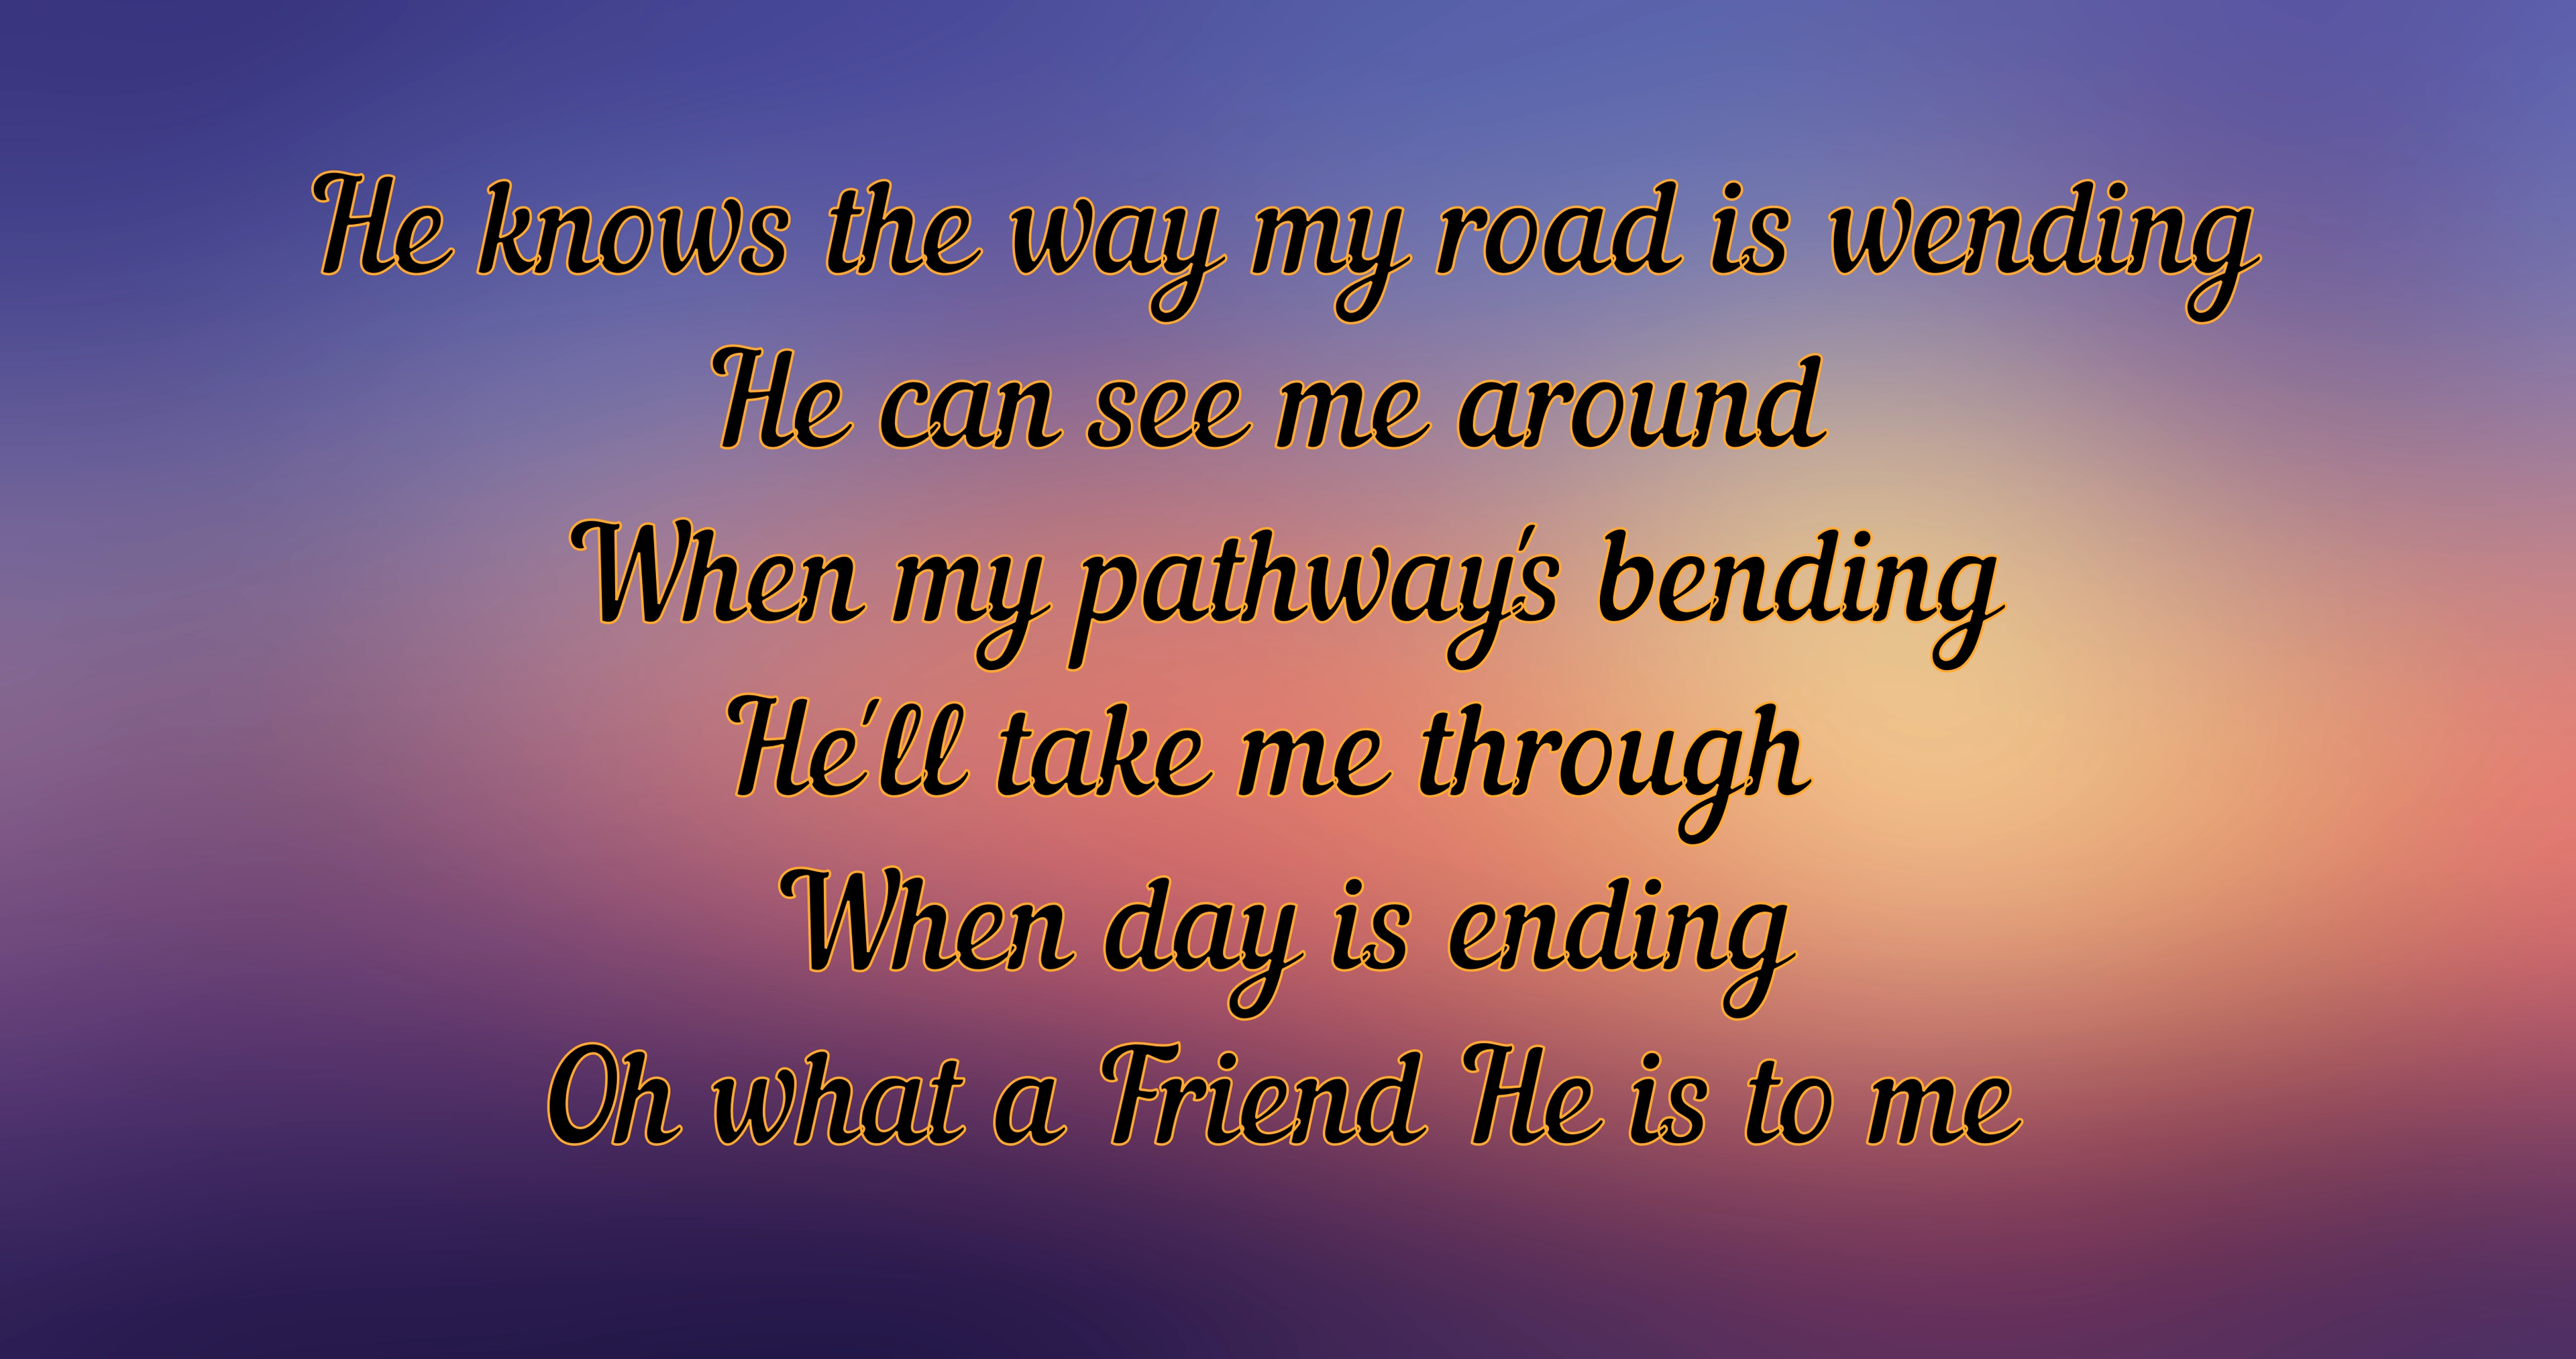 He knows the way my road is wending
He can see me around
When my pathway's bending
He'll take me through
When day is ending
Oh what a Friend He is to me